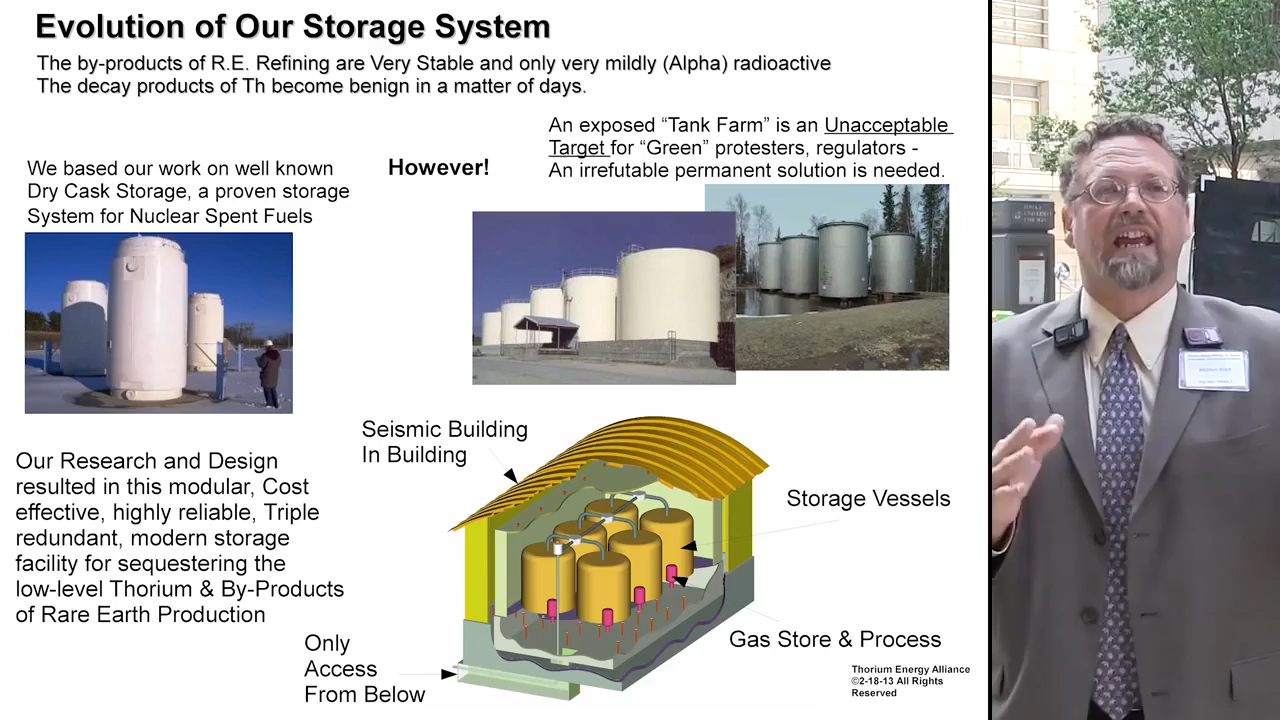 Evolution of Our Storage System
The by-products of R.E. Refining are Very Stable and only very mildly (Alpha) radioactive
The decay products of Th become benign in a matter of days.
We based our work on well known
Dry Cask Storage, a proven storage
System for Nuclear Spent Fuels
However!
An exposed “Tank Farm” is an Unacceptable
Target for “Green” protesters, regulators -
An irrefutable permanent solution is needed.
Our Research and Design
resulted in this modular, Cost
effective, highly reliable, Triple
redundant, modern storage
facility for sequestering the
low-level Thorium & By-Products
of Rare Earth Production
Seismic Building
In Building
Storage Vessels
Gas Store & Process
Only
Access
From Below
Thorium Energy Alliance
©2-18-13 All Rights
Reserved